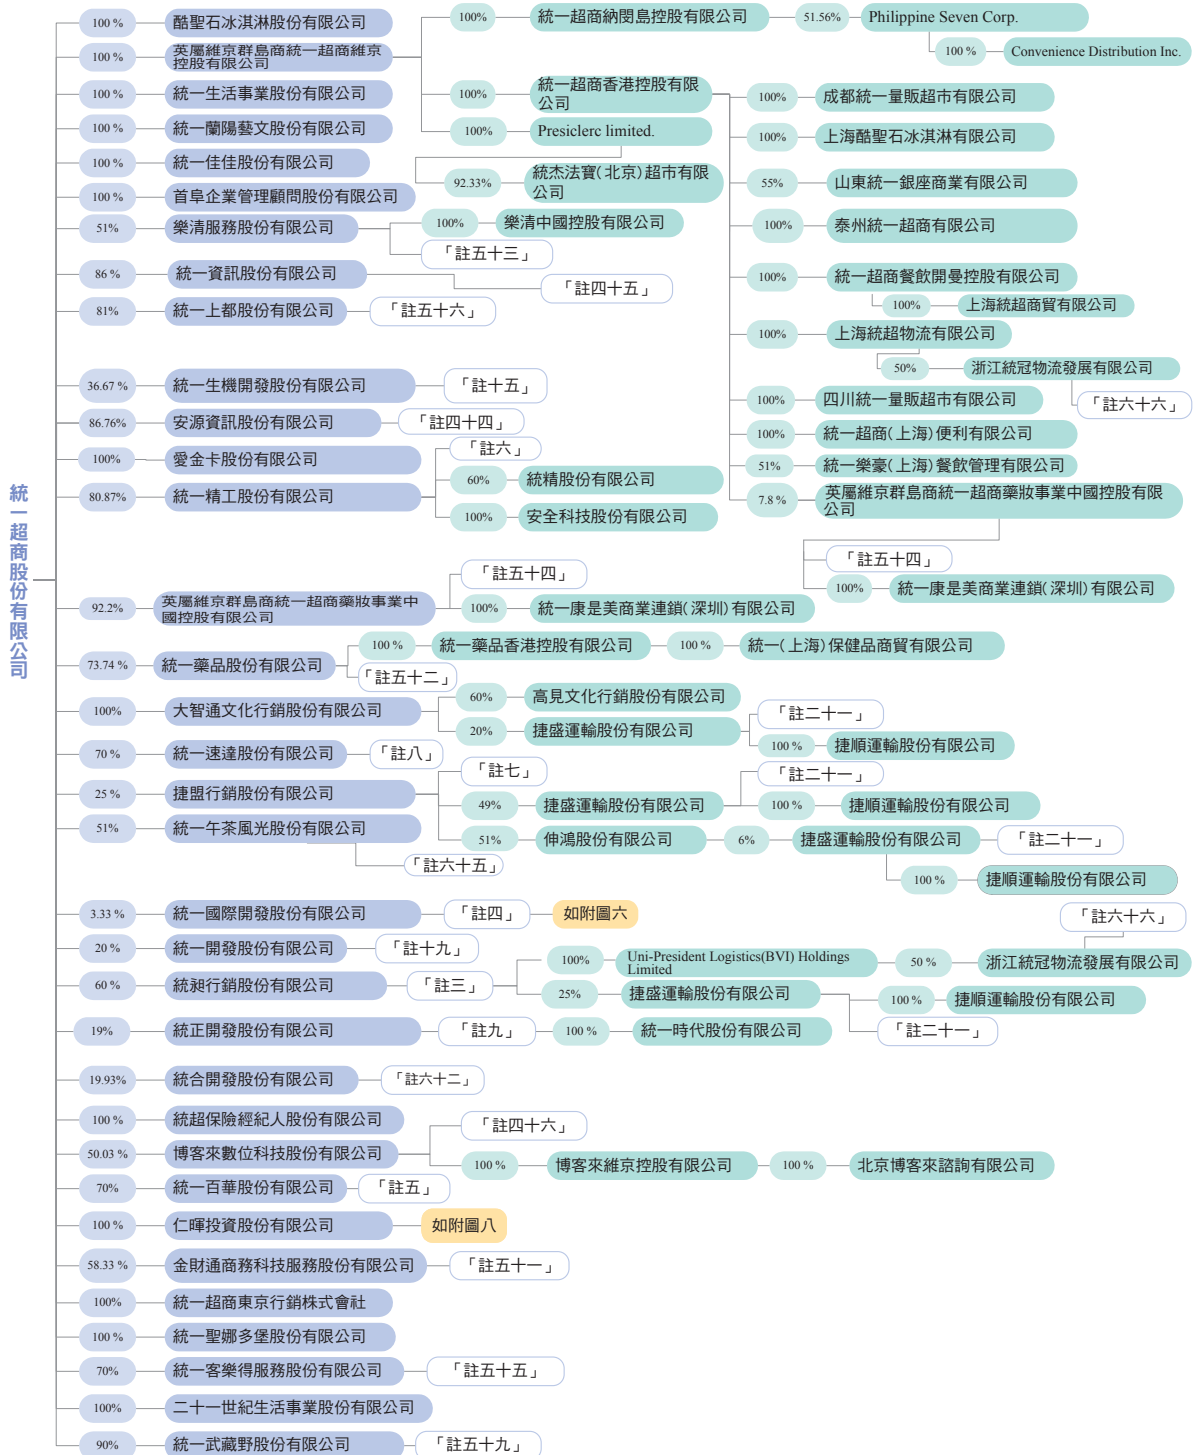 統一超商股份有限公司
100 %
酷聖石冰淇淋股份有限公司
100 %
英屬維京群島商統一超商維京
控股有限公司
100%
統一超商納閩島控股有限公司
51.56%
Philippine Seven Corp.
100 %
Convenience Distribution Inc.
100%
統一超商香港控股有限
公司
100%
成都統一量販超市有限公司
100%
上海酷聖石冰淇淋有限公司
55%
山東統一銀座商業有限公司
100%
泰州統一超商有限公司
100%
統一超商餐飲開曼控股有限公司
100%
上海統超商貿有限公司
100%
上海統超物流有限公司
50%
浙江統冠物流發展有限公司
「註六十六」
100%
四川統一量販超市有限公司
100%
統一超商(上海)便利有限公司
51%
統一樂豪(上海)餐飲管理有限公司
7.8 %
英屬維京群島商統一超商藥妝事業中國控股有限
公司
「註五十四」
100%
統一康是美商業連鎖(深圳)有限公司
100%
Presiclerc limited.
92.33%
統杰法寶(北京)超市有限
公司
100 %
統一生活事業股份有限公司
100 %
統一蘭陽藝文股份有限公司
100 %
統一佳佳股份有限公司
100 %
首阜企業管理顧問股份有限公司
51%
樂清服務股份有限公司
100%
樂清中國控股有限公司
「註五十三」
86 %
統一資訊股份有限公司
「註四十五」
81%
統一上都股份有限公司
「註五十六」
36.67 %
統一生機開發股份有限公司
「註十五」
86.76%
安源資訊股份有限公司
「註四十四」
100%
愛金卡股份有限公司
80.87%
統一精工股份有限公司
「註六」
60%
統精股份有限公司
100%
安全科技股份有限公司
92.2%
英屬維京群島商統一超商藥妝事業中
國控股有限公司
「註五十四」
100%
統一康是美商業連鎖(深圳)有限公司
73.74 %
統一藥品股份有限公司
100 %
統一藥品香港控股有限公司
100 %
統一(上海)保健品商貿有限公司
「註五十二」
100%
大智通文化行銷股份有限公司
60%
高見文化行銷股份有限公司
20%
捷盛運輸股份有限公司
「註二十一」
100 %
捷順運輸股份有限公司
70 %
統一速達股份有限公司
「註八」
25 %
捷盟行銷股份有限公司
「註七」
49%
捷盛運輸股份有限公司
「註二十一」
100 %
捷順運輸股份有限公司
51%
伸鴻股份有限公司
6%
捷盛運輸股份有限公司
「註二十一」
100 %
捷順運輸股份有限公司
51%
統一午茶風光股份有限公司
「註六十五」
3.33 %
統一國際開發股份有限公司
「註四」
如附圖六
20 %
統一開發股份有限公司
「註十九」
60 %
統昶行銷股份有限公司
「註三」
100%
Uni-President Logistics(BVI) Holdings
Limited
50 %
浙江統冠物流發展有限公司
「註六十六」
25%
捷盛運輸股份有限公司
100 %
捷順運輸股份有限公司
「註二十一」
19%
統正開發股份有限公司
「註九」
100 %
統一時代股份有限公司
19.93%
統合開發股份有限公司
「註六十二」
100 %
統超保險經紀人股份有限公司
50.03 %
博客來數位科技股份有限公司
「註四十六」
100 %
博客來維京控股有限公司
100 %
北京博客來諮詢有限公司
70%
統一百華股份有限公司
「註五」
100 %
仁暉投資股份有限公司
如附圖八
58.33 %
金財通商務科技服務股份有限公司
「註五十一」
100%
統一超商東京行銷株式會社
100 %
統一聖娜多堡股份有限公司
70%
統一客樂得服務股份有限公司
「註五十五」
100%
二十一世紀生活事業股份有限公司
90%
統一武藏野股份有限公司
「註五十九」